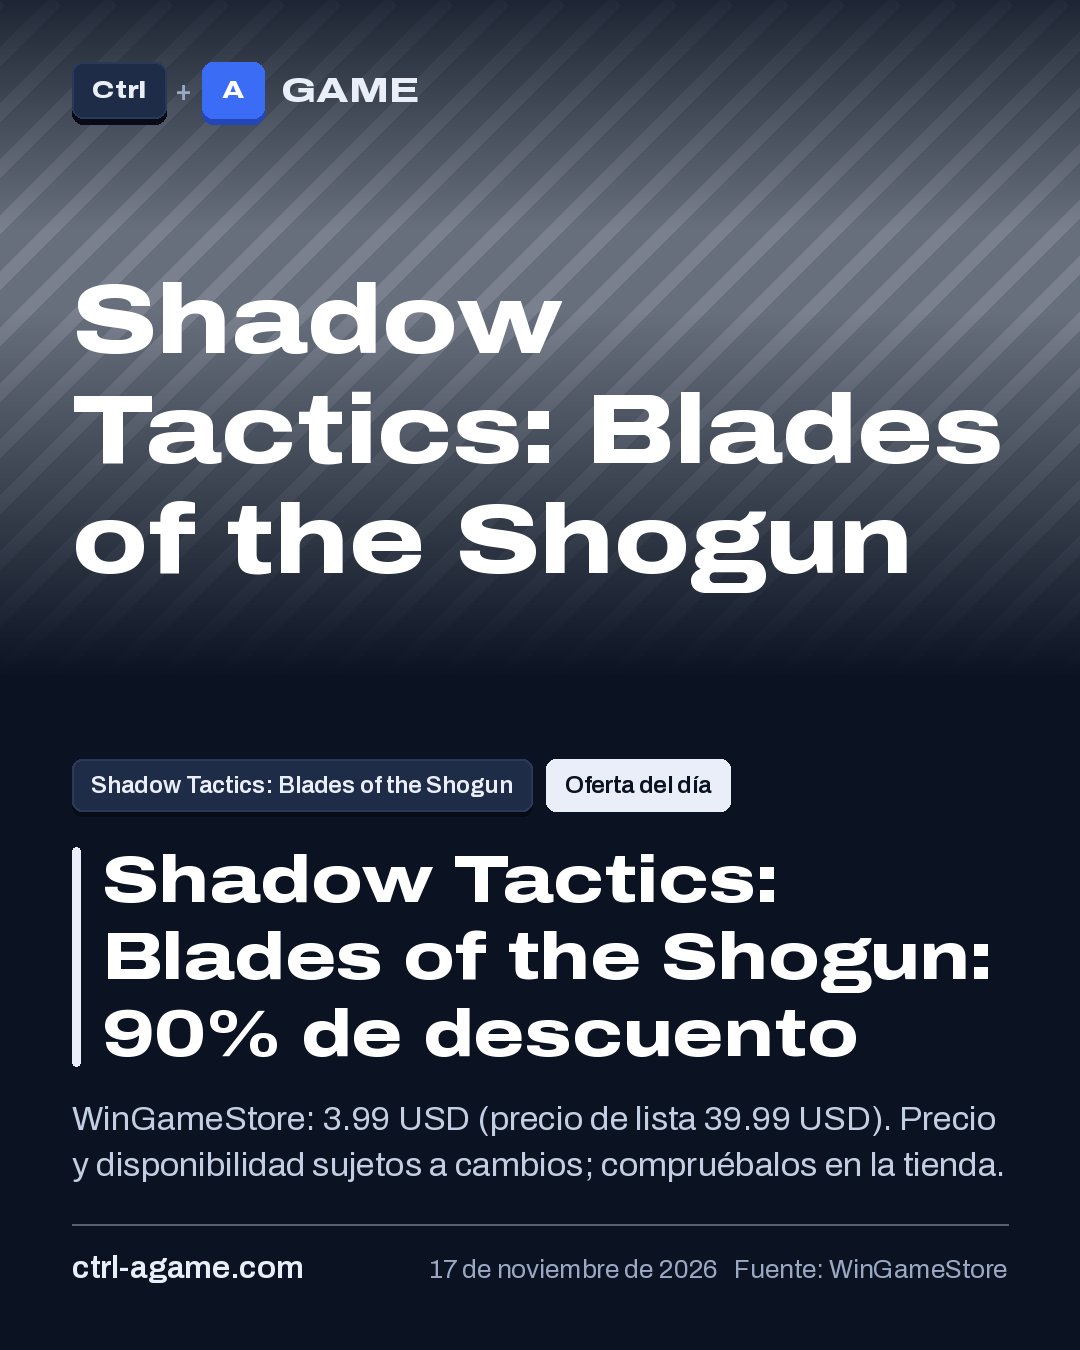 Ctrl + A GAME
Shadow
Tactics: Blades
of the Shogun
Shadow Tactics: Blades of the Shogun Oferta del día
Shadow Tactics:
Blades of the Shogun:
90% de descuento
WinGameStore: 3.99 USD (precio de lista 39.99 USD). Precio
y disponibilidad sujetos a cambios; compruébalos en la tienda.
ctrl-agame.com 17 de noviembre de 2026 Fuente: WinGameStore